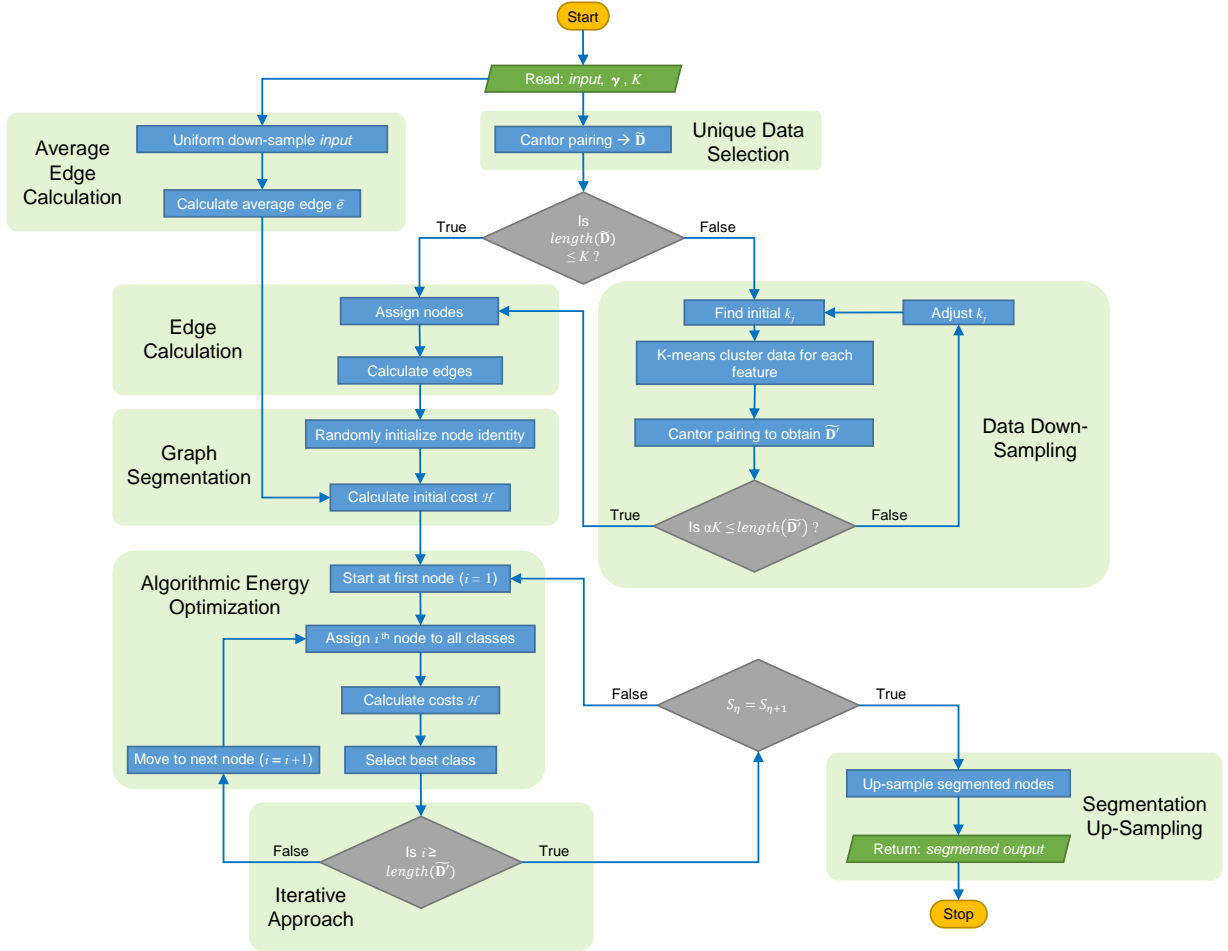 Start
Read: input, γ , K
Average
Edge
Calculation
Uniform down-sample input
Calculate average edge ē
Cantor pairing → D̃
Unique Data
Selection
Is
length(D̃)
≤ K ?
True
False
Edge
Calculation
Assign nodes
Calculate edges
Find initial kⱼ
Adjust kⱼ
K-means cluster data for each
feature
Cantor pairing to obtain D̃'
Data Down-
Sampling
Is αK ≤ length(D̃') ?
True
False
Graph
Segmentation
Randomly initialize node identity
Calculate initial cost ℋ
Algorithmic Energy
Optimization
Start at first node (i = 1)
Assign i th node to all classes
Calculate costs ℋ
Select best class
Move to next node (i = i +1)
False
True
Sη = Sη+1
Is i ≥
length(D̃')
False
True
Iterative
Approach
Up-sample segmented nodes
Segmentation
Up-Sampling
Return: segmented output
Stop